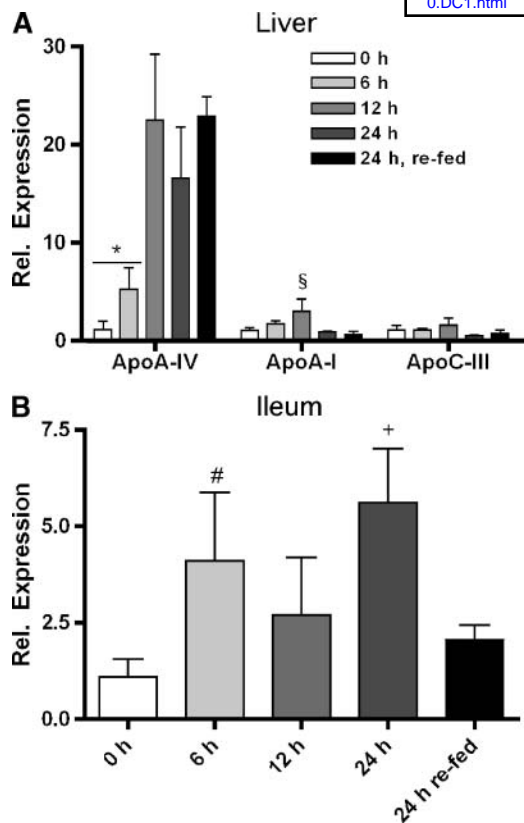 0.DC1.html
A
Liver
30
20
10
0
Rel. Expression
0 h
6 h
12 h
24 h
24 h, re-fed
*
§
ApoA-IV ApoA-I ApoC-III
B
Ileum
7.5
5.0
2.5
0.0
Rel. Expression
#
+
0 h
6 h
12 h
24 h
24 h re-fed